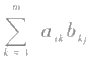 m
∑ a_{ik} b_{kj}
k = 1